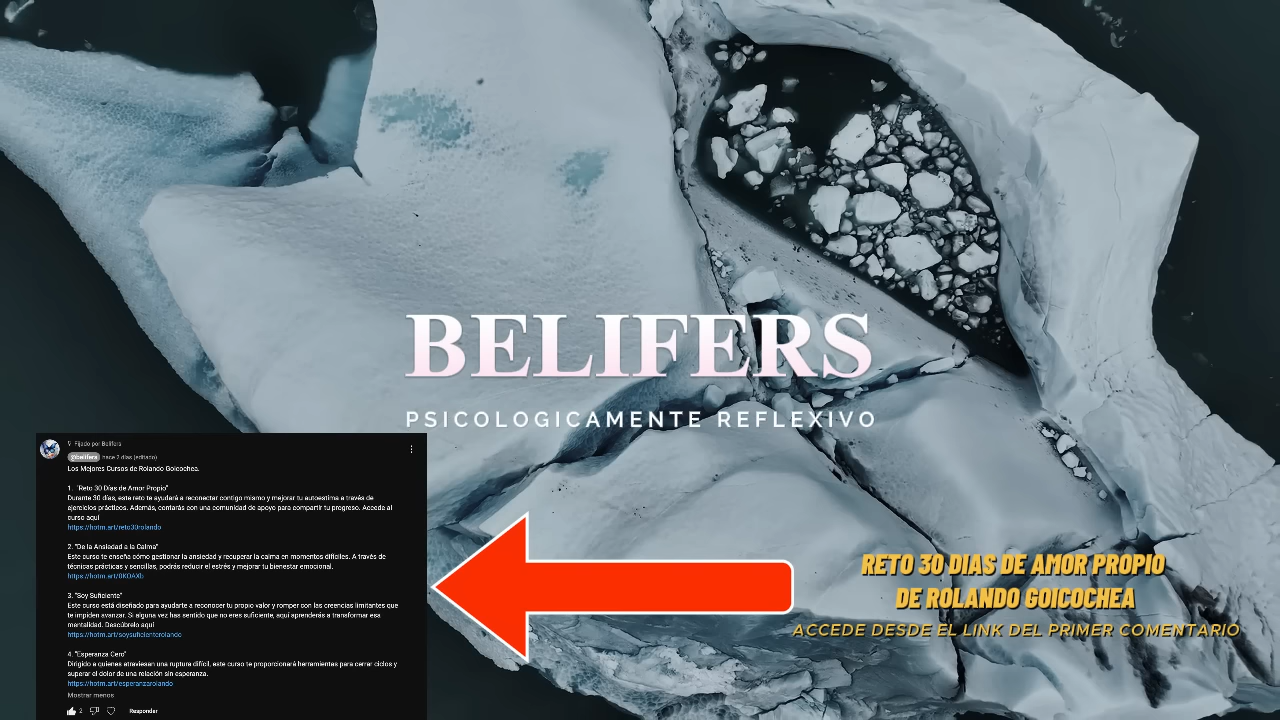 BELIFERS
PSICOLOGICAMENTE REFLEXIVO
Fijado por Belifers
@belifers hace 2 días (editado)
Los Mejores Cursos de Rolando Goicochea.
1. "Reto 30 Días de Amor Propio"
Durante 30 días, este reto te ayudará a reconectar contigo mismo y mejorar tu autoestima a través de
ejercicios prácticos. Además, contarás con una comunidad de apoyo para compartir tu progreso. Accede al
curso aquí
https://hotm.art/reto30rolando
2. "De la Ansiedad a la Calma"
Este curso te enseña cómo gestionar la ansiedad y recuperar la calma en momentos difíciles. A través de
técnicas prácticas y sencillas, podrás reducir el estrés y mejorar tu bienestar emocional.
https://hotm.art/0KOAXb
3. "Soy Suficiente"
Este curso está diseñado para ayudarte a reconocer tu propio valor y romper con las creencias limitantes que
te impiden avanzar. Si alguna vez has sentido que no eres suficiente, aquí aprenderás a transformar esa
mentalidad. Descúbrelo aquí
https://hotm.art/soysuficienterolando
4. "Esperanza Cero"
Dirigido a quienes atraviesan una ruptura difícil, este curso te proporcionará herramientas para cerrar ciclos y
superar el dolor de una relación sin esperanza.
https://hotm.art/esperanzarolando
Mostrar menos
2 Responder
RETO 30 DIAS DE AMOR PROPIO
DE ROLANDO GOICOCHEA
ACCEDE DESDE EL LINK DEL PRIMER COMENTARIO